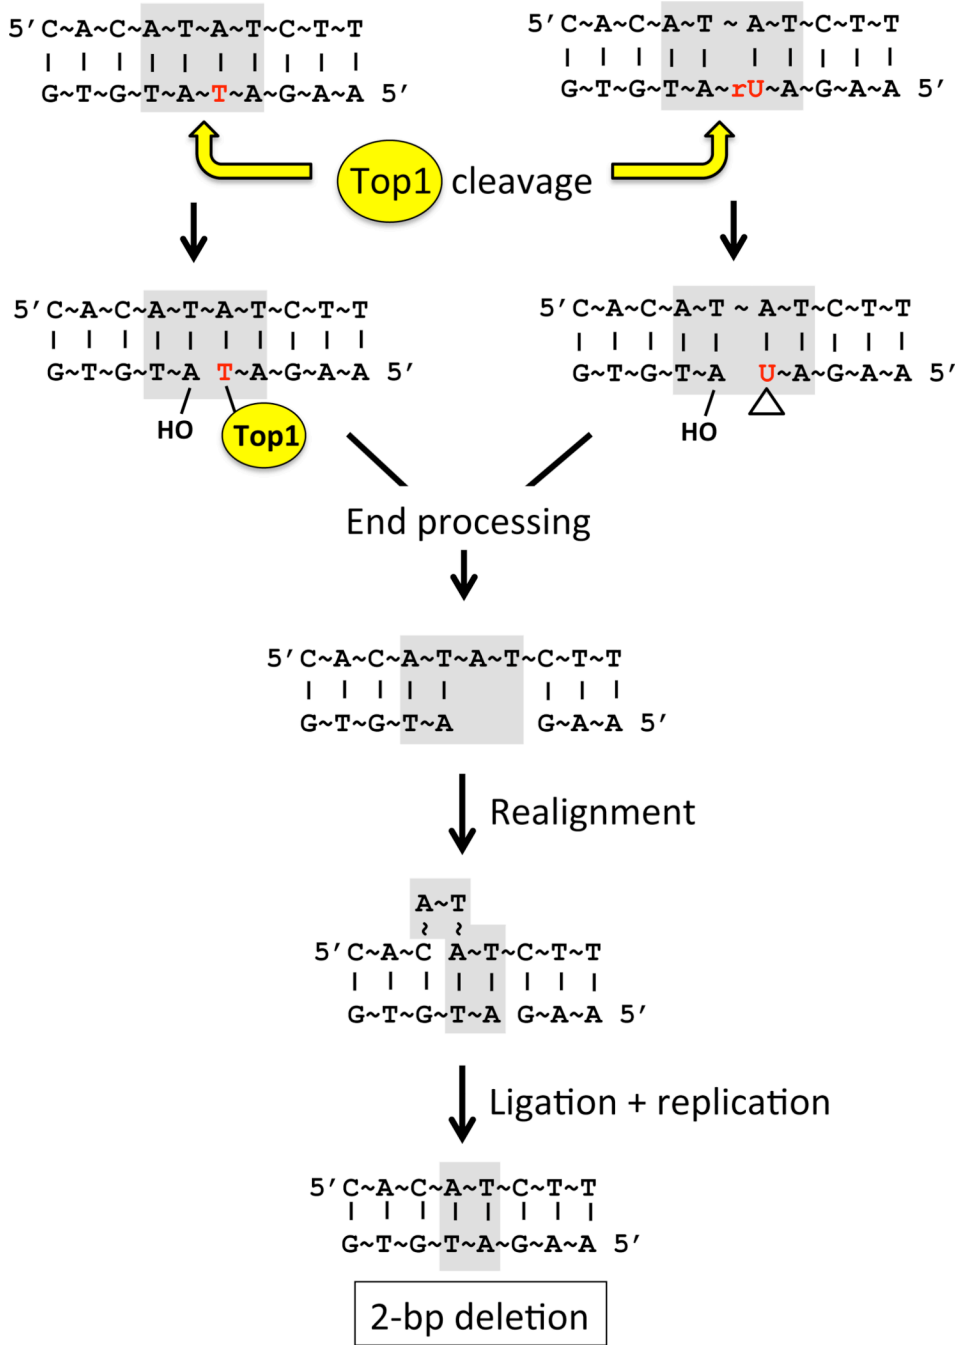 5′C~A~C~A~T~A~T~C~T~T
G~T~G~T~A~T~A~G~A~A 5′
5′C~A~C~A~T ~ A~T~C~T~T
G~T~G~T~A~rU~A~G~A~A 5′
Top1 cleavage
5′C~A~C~A~T~A~T~C~T~T
G~T~G~T~A T~A~G~A~A 5′
HO
Top1
5′C~A~C~A~T ~ A~T~C~T~T
G~T~G~T~A U~A~G~A~A 5′
HO
End processing
5′C~A~C~A~T~A~T~C~T~T
G~T~G~T~A G~A~A 5′
Realignment
A~T
~ ~
5′C~A~C A~T~C~T~T
G~T~G~T~A G~A~A 5′
Ligation + replication
5′C~A~C~A~T~C~T~T
G~T~G~T~A~G~A~A 5′
2-bp deletion